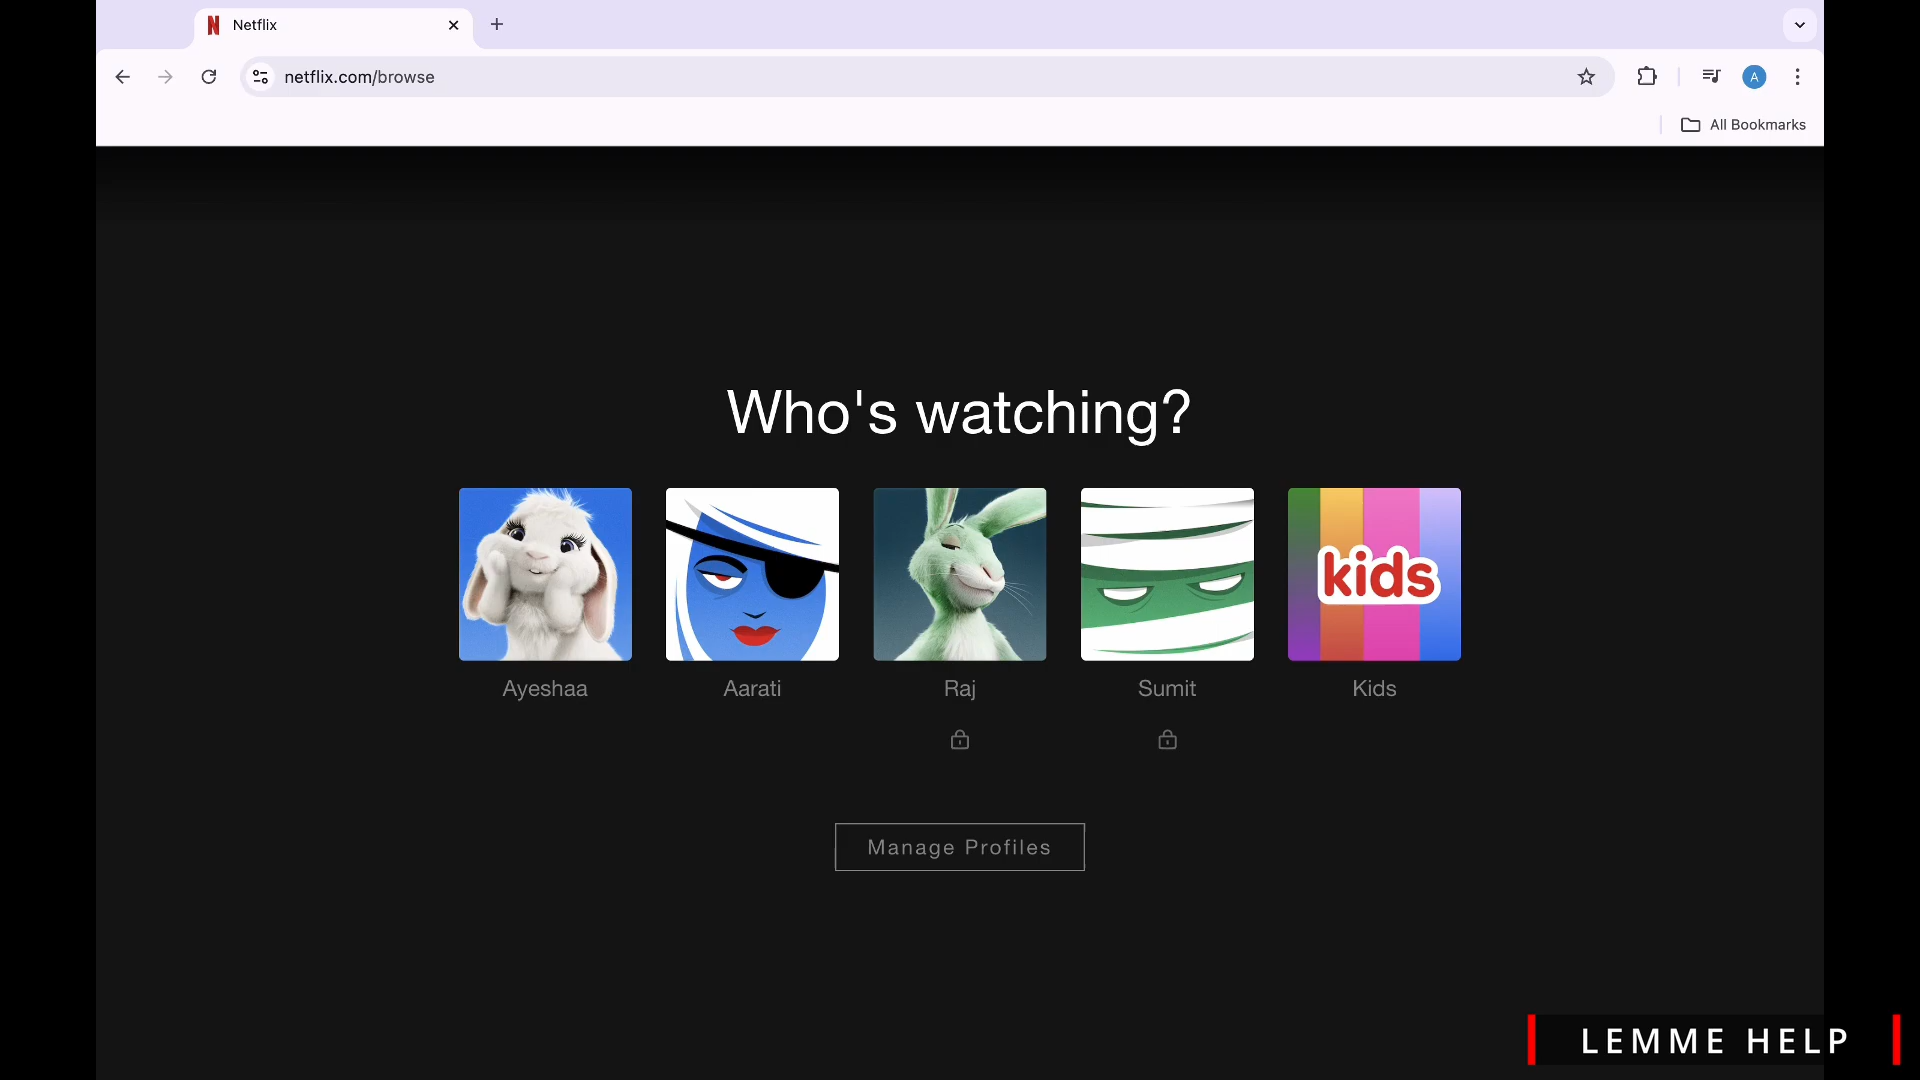 Netflix
netflix.com/browse
A
All Bookmarks
Who's watching?
kids
Ayeshaa
Aarati
Raj
Sumit
Kids
Manage Profiles
LEMME HELP